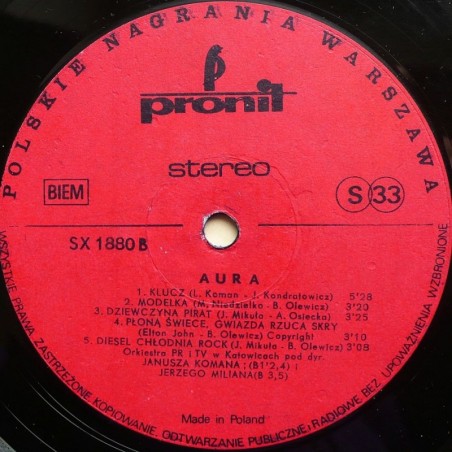 POLSKIE NAGRANIA WARSZAWA
pronit
stereo
BIEM
S 33
SX 1880 B
AURA
1. KLUCZ (L. Koman - J. Kondratowicz) 5'28
2. MODELKA (M. Niedzielko - B. Olewicz) 3'20
3. DZIEWCZYNA PIRAT (J. Mikuła - A. Osiecka) 3'25
4. PŁONĄ ŚWIECE, GWIAZDA RZUCA SKRY
(Elton John - B. Olewicz) Copyright 3'10
5. DIESEL CHŁODNIA ROCK (J. Mikuła - B. Olewicz) 3'08
Orkiestra PR i TV w Katowicach pod dyr.
JANUSZA KOMANA: (B1'2,4) i
JERZEGO MILIANA (B 3,5)
Made in Poland
WSZYSTKIE PRAWA ZASTRZEŻONE KOPIOWANIE, ODTWARZANIE PUBLICZNE, RADIOWE BEZ UPOWAŻNIENIA WZBRONIONE